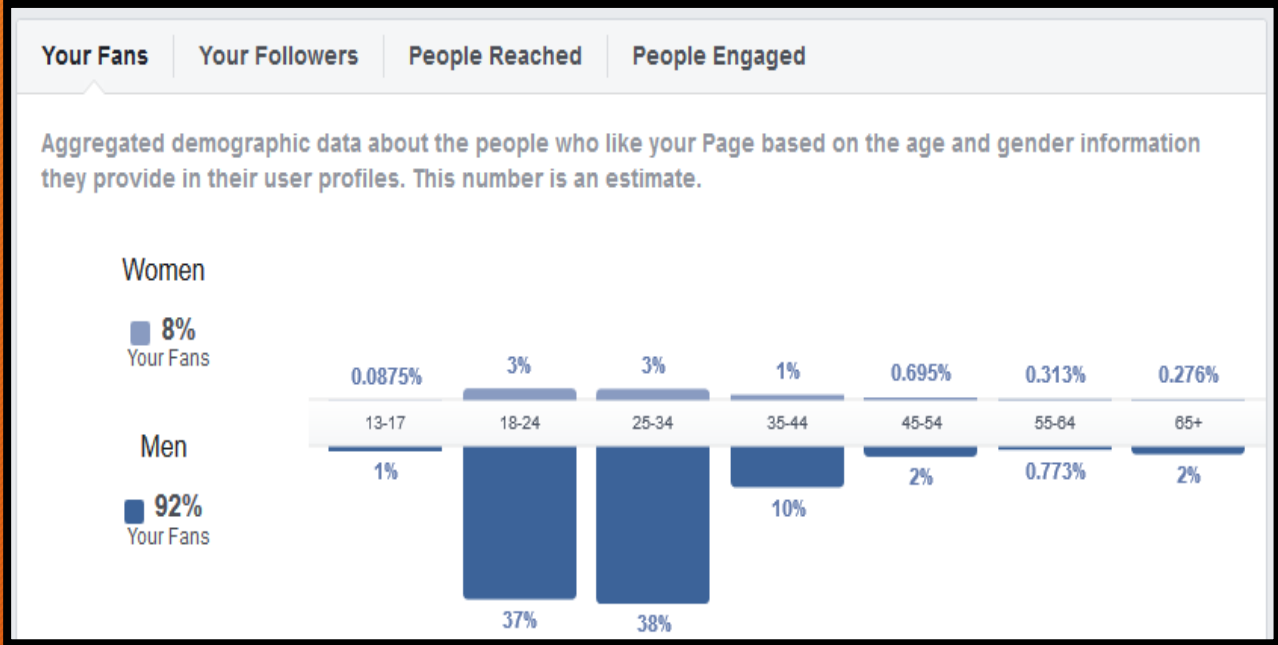 Your Fans Your Followers People Reached People Engaged
Aggregated demographic data about the people who like your Page based on the age and gender information
they provide in their user profiles. This number is an estimate.
Women
8%
Your Fans
0.0875% 3% 3% 1% 0.695% 0.313% 0.276%
13-17 18-24 25-34 35-44 45-54 55-64 65+
Men
92%
Your Fans
1% 37% 38% 10% 2% 0.773% 2%